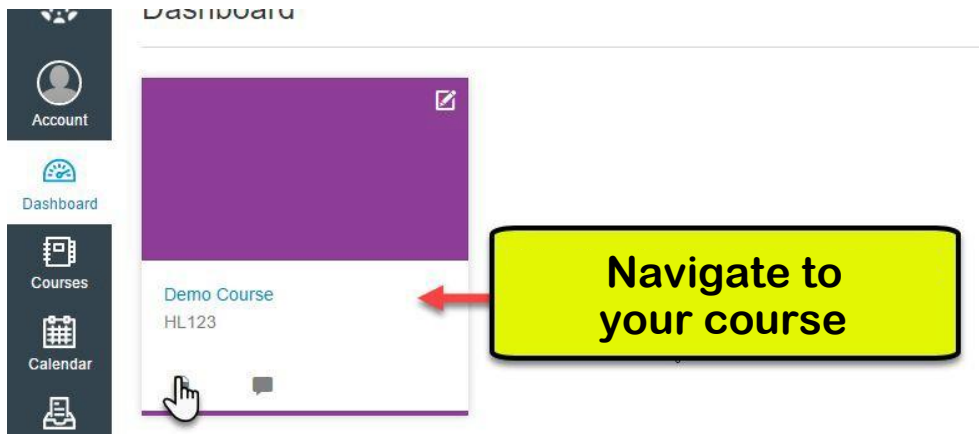 Dashboard
Account
Dashboard
Courses
Calendar
Demo Course
HL123
Navigate to
your course